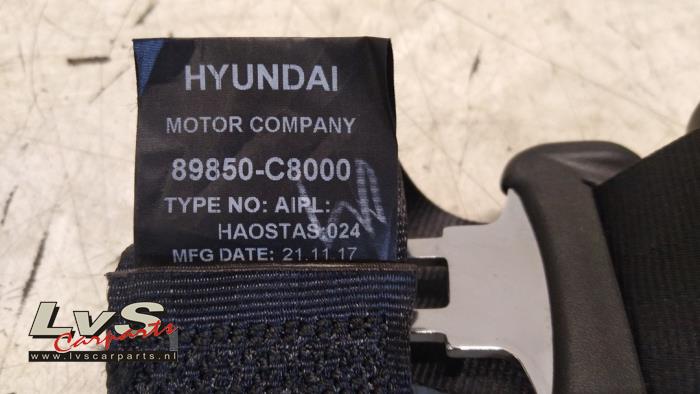 HYUNDAI
MOTOR COMPANY
89850-C8000
TYPE NO: AIPL:
HAOSTAS:024
MFG DATE: 21.11.17
LvS
Carparts
www.lvscarparts.nl